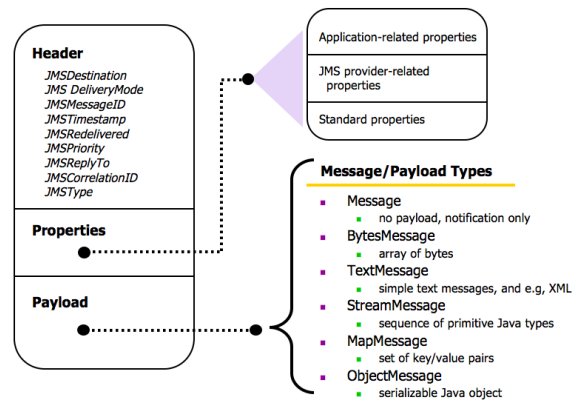 Header
JMSDestination
JMS DeliveryMode
JMSMessageID
JMSTimestamp
JMSRedelivered
JMSPriority
JMSReplyTo
JMSCorrelationID
JMSType
Properties
Payload
Application-related properties
JMS provider-related
properties
Standard properties
Message/Payload Types
Message
no payload, notification only
BytesMessage
array of bytes
TextMessage
simple text messages, and e.g, XML
StreamMessage
sequence of primitive Java types
MapMessage
set of key/value pairs
ObjectMessage
serializable Java object